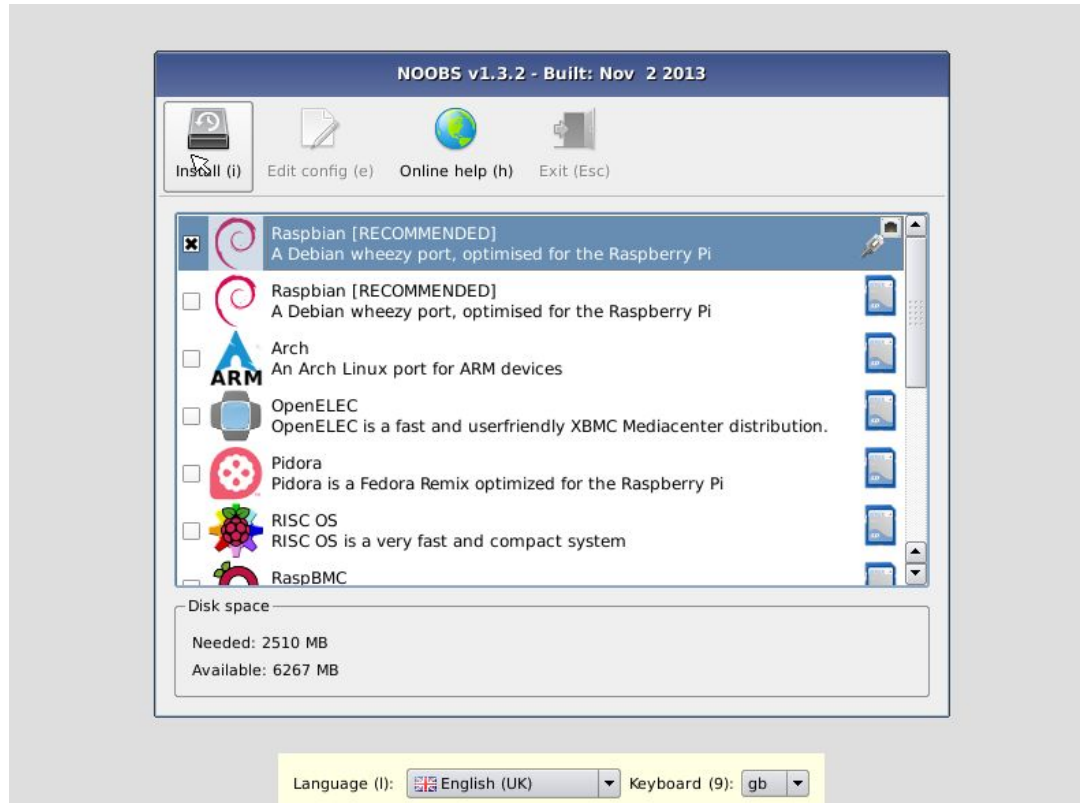 NOOBS v1.3.2 - Built: Nov 2 2013
Install (i)
Edit config (e)
Online help (h)
Exit (Esc)
Raspbian [RECOMMENDED]
A Debian wheezy port, optimised for the Raspberry Pi
Raspbian [RECOMMENDED]
A Debian wheezy port, optimised for the Raspberry Pi
Arch
ARM
An Arch Linux port for ARM devices
OpenELEC
OpenELEC is a fast and userfriendly XBMC Mediacenter distribution.
Pidora
Pidora is a Fedora Remix optimized for the Raspberry Pi
RISC OS
RISC OS is a very fast and compact system
RaspBMC
Disk space
Needed: 2510 MB
Available: 6267 MB
Language (l): English (UK) Keyboard (9): gb